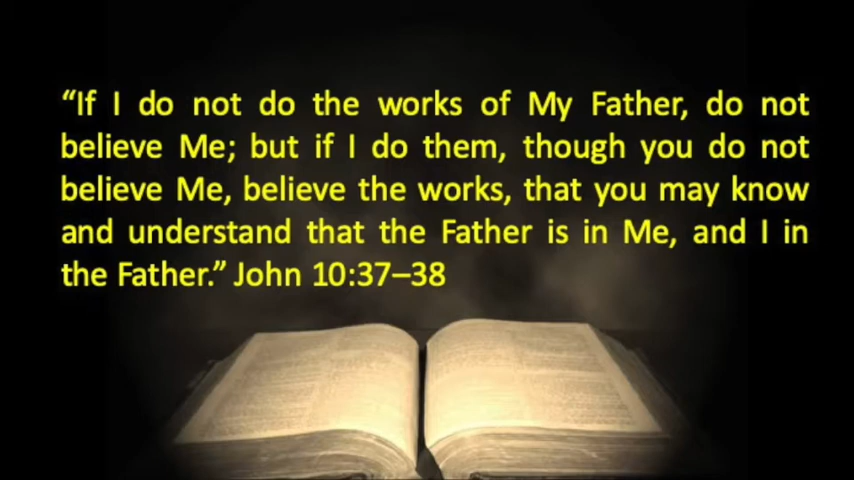 “If I do not do the works of My Father, do not
believe Me; but if I do them, though you do not
believe Me, believe the works, that you may know
and understand that the Father is in Me, and I in
the Father.” John 10:37–38